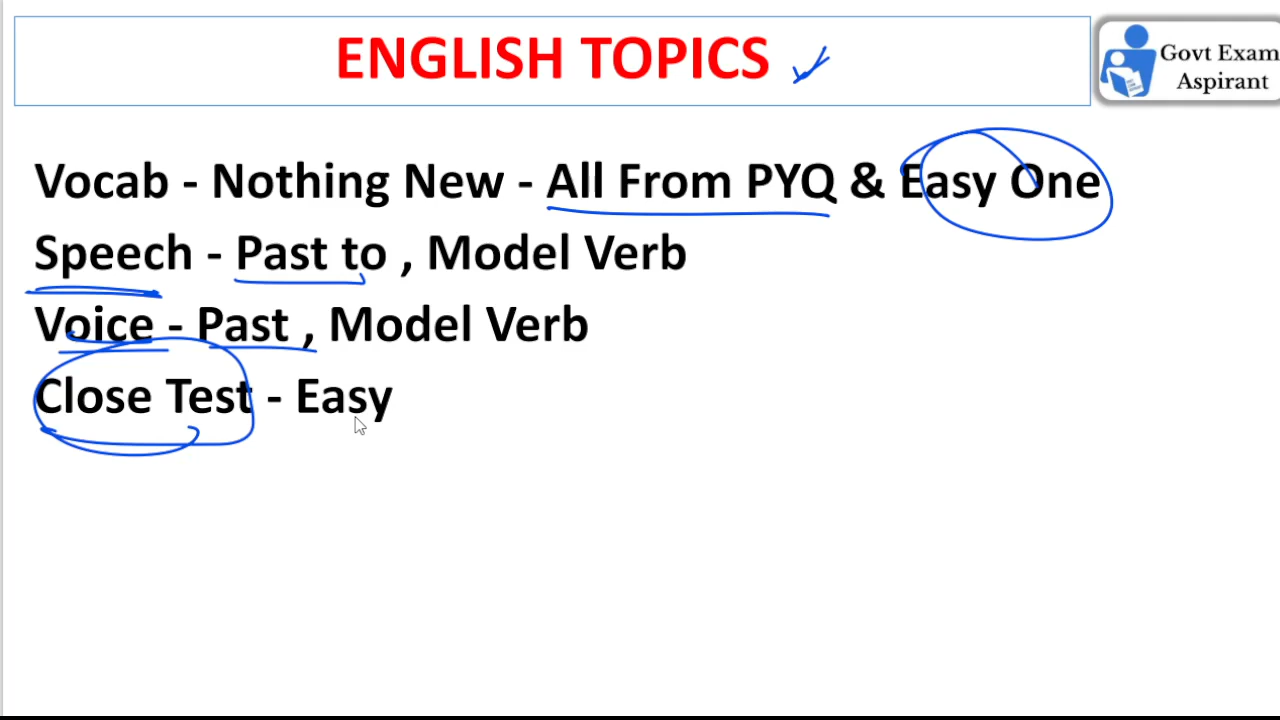 ENGLISH TOPICS
Govt Exam
Aspirant
Vocab - Nothing New - All From PYQ & Easy One
Speech - Past to , Model Verb
Voice - Past , Model Verb
Close Test - Easy